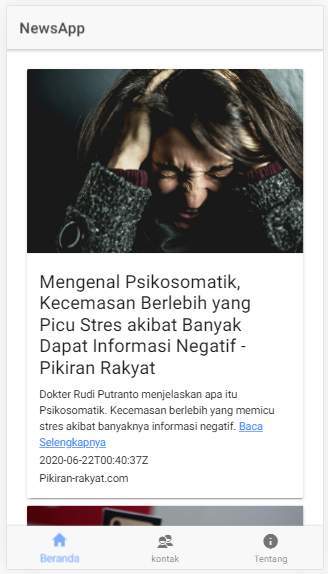 NewsApp
Mengenal Psikosomatik,
Kecemasan Berlebih yang
Picu Stres akibat Banyak
Dapat Informasi Negatif -
Pikiran Rakyat
Dokter Rudi Putranto menjelaskan apa itu
Psikosomatik. Kecemasan berlebih yang memicu
stres akibat banyaknya informasi negatif. Baca
Selengkapnya
2020-06-22T00:40:37Z
Pikiran-rakyat.com
Beranda
kontak
Tentang